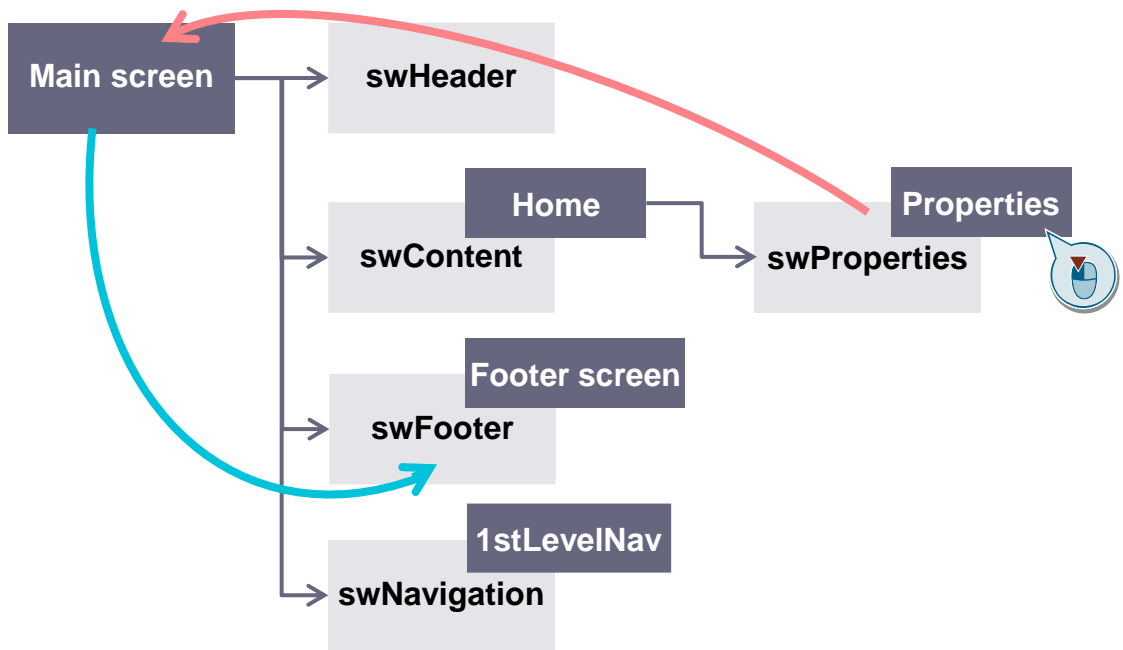 Main screen
swHeader
Home
swContent
Properties
swProperties
Footer screen
swFooter
1stLevelNav
swNavigation